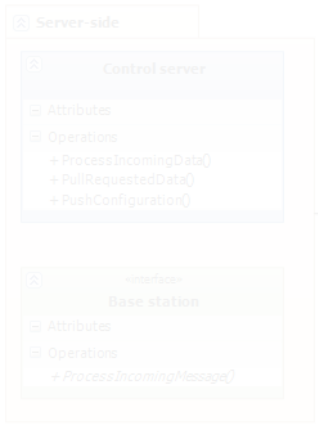 Server-side
Control server
Attributes
Operations
+ ProcessIncomingData()
+ PullRequestedData()
+ PushConfiguration()
«interface»
Base station
Attributes
Operations
+ ProcessIncomingMessage()